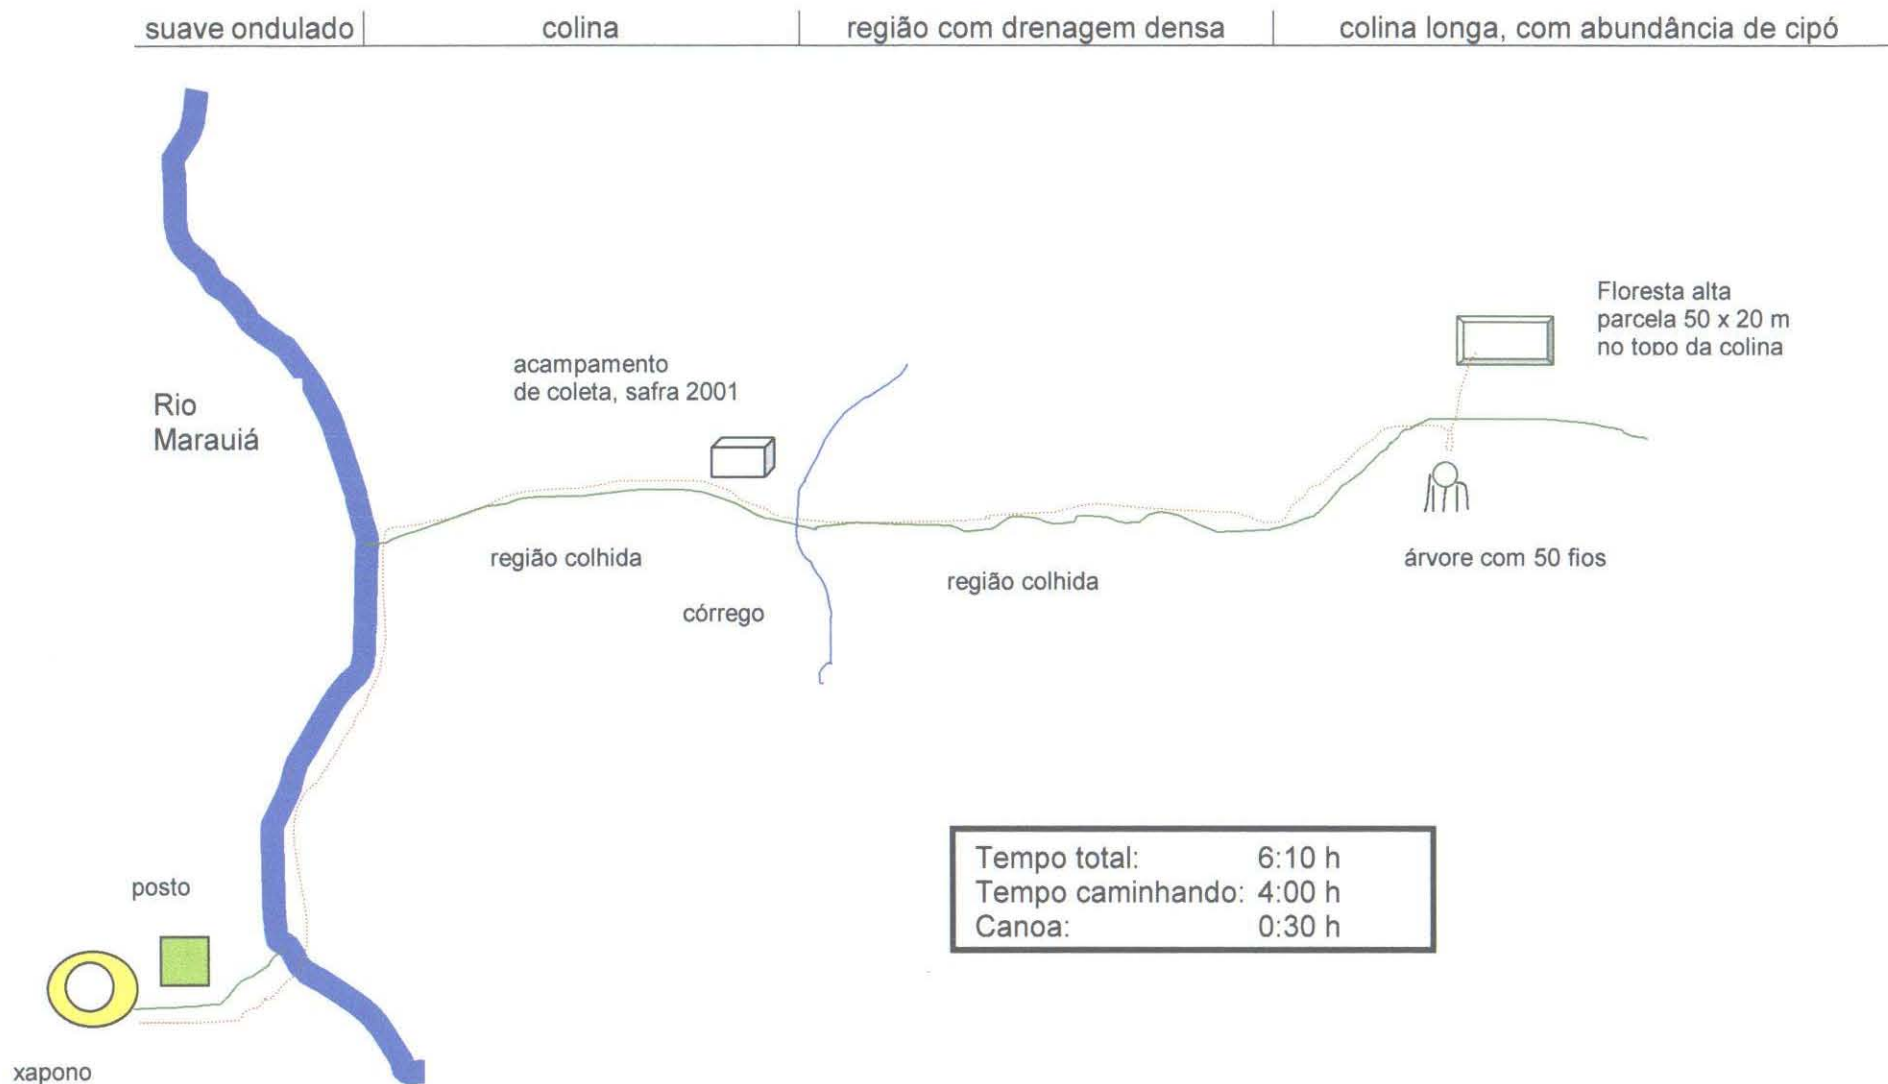 suave ondulado
colina
região com drenagem densa
colina longa, com abundância de cipó
Floresta alta
parcela 50 x 20 m
no topo da colina
acampamento
de coleta, safra 2001
Rio
Marauiá
região colhida
córrego
região colhida
árvore com 50 fios
Tempo total: 6:10 h
Tempo caminhando: 4:00 h
Canoa: 0:30 h
posto
xapono